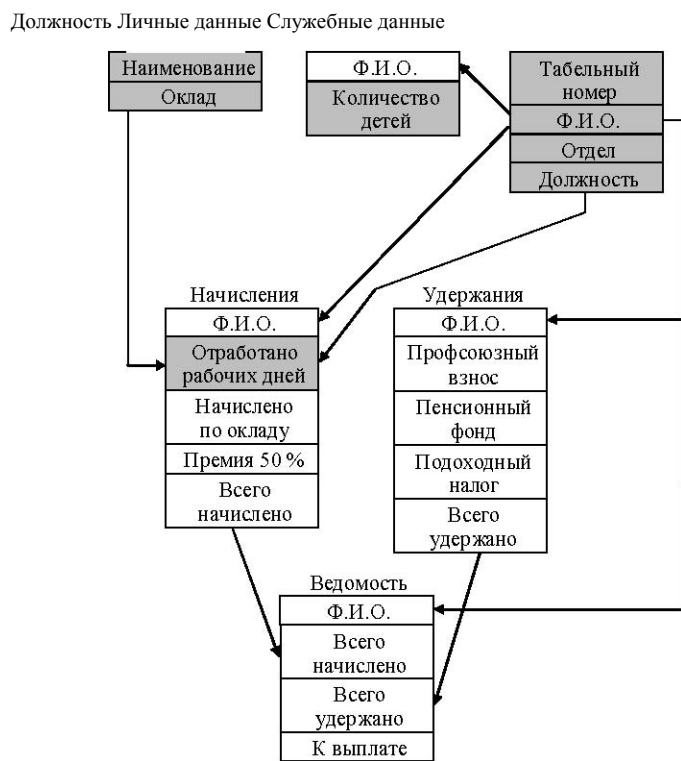 Должность Личные данные Служебные данные
Наименование
Оклад
Ф.И.О.
Количество
детей
Табельный
номер
Ф.И.О.
Отдел
Должность
Начисления
Ф.И.О.
Отработано
рабочих дней
Начислено
по окладу
Премия 50 %
Всего
начислено
Удержания
Ф.И.О.
Профсоюзный
взнос
Пенсионный
фонд
Подоходный
налог
Всего
удержано
Ведомость
Ф.И.О.
Всего
начислено
Всего
удержано
К выплате